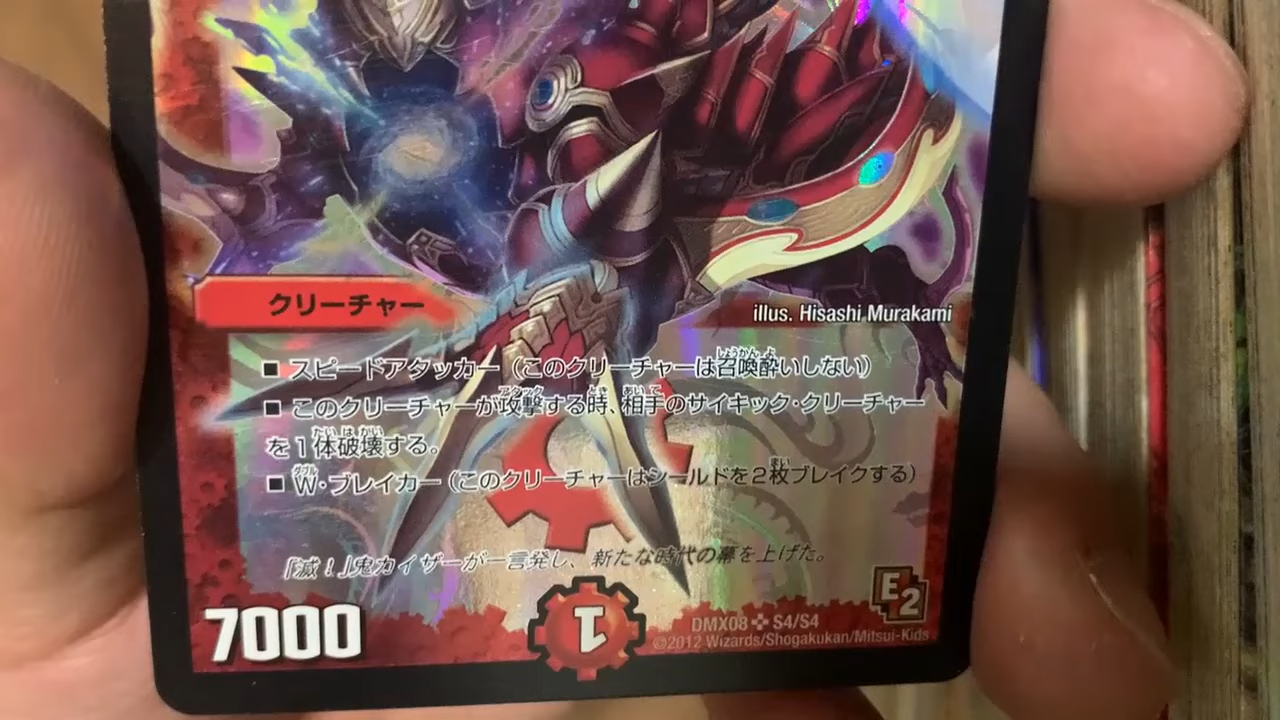 クリーチャー
illus. Hisashi Murakami
■ スピードアタッカー（このクリーチャーは召喚酔いしない）
■ このクリーチャーが攻撃する時、相手のサイキック・クリーチャー
を1体破壊する。
■ W・ブレイカー（このクリーチャーはシールドを2枚ブレイクする）
「滅！」鬼カイザーが一言発し、新たな時代の幕を上げた。
E2
7000
1
DMX08 S4/S4
©2012 Wizards/Shogakukan/Mitsui-Kids